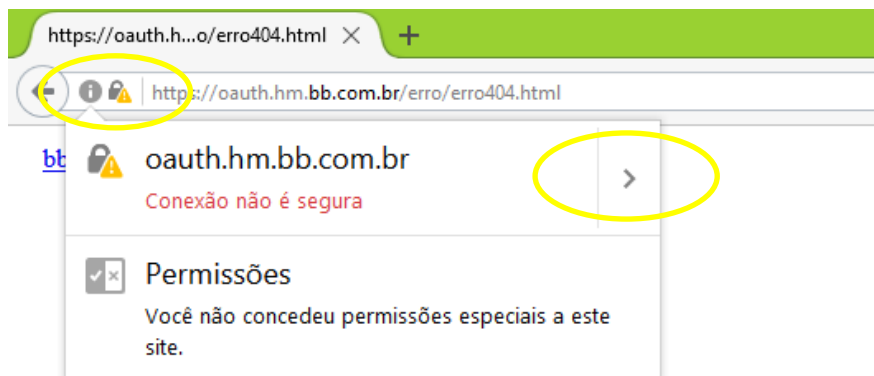 https://oauth.h...o/erro404.html
https://oauth.hm.bb.com.br/erro/erro404.html
bb
oauth.hm.bb.com.br
Conexão não é segura
Permissões
Você não concedeu permissões especiais a este
site.